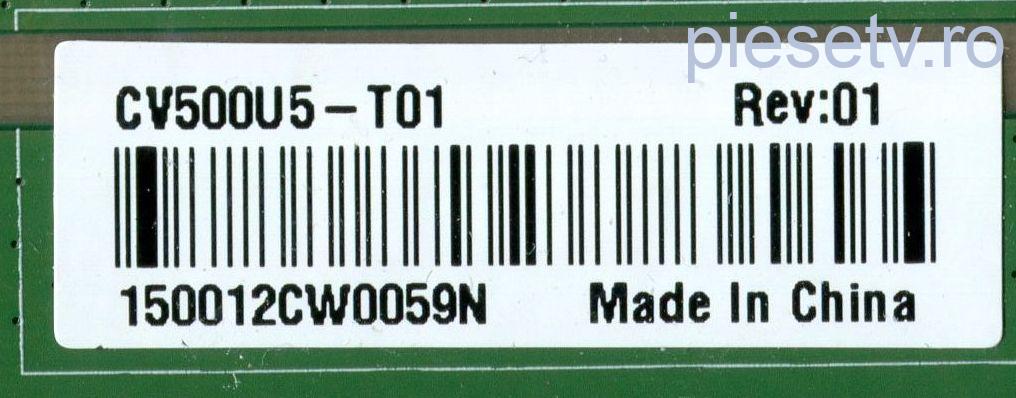 piesetv.ro
CV500U5-T01 Rev:01
150012CW0059N Made In China